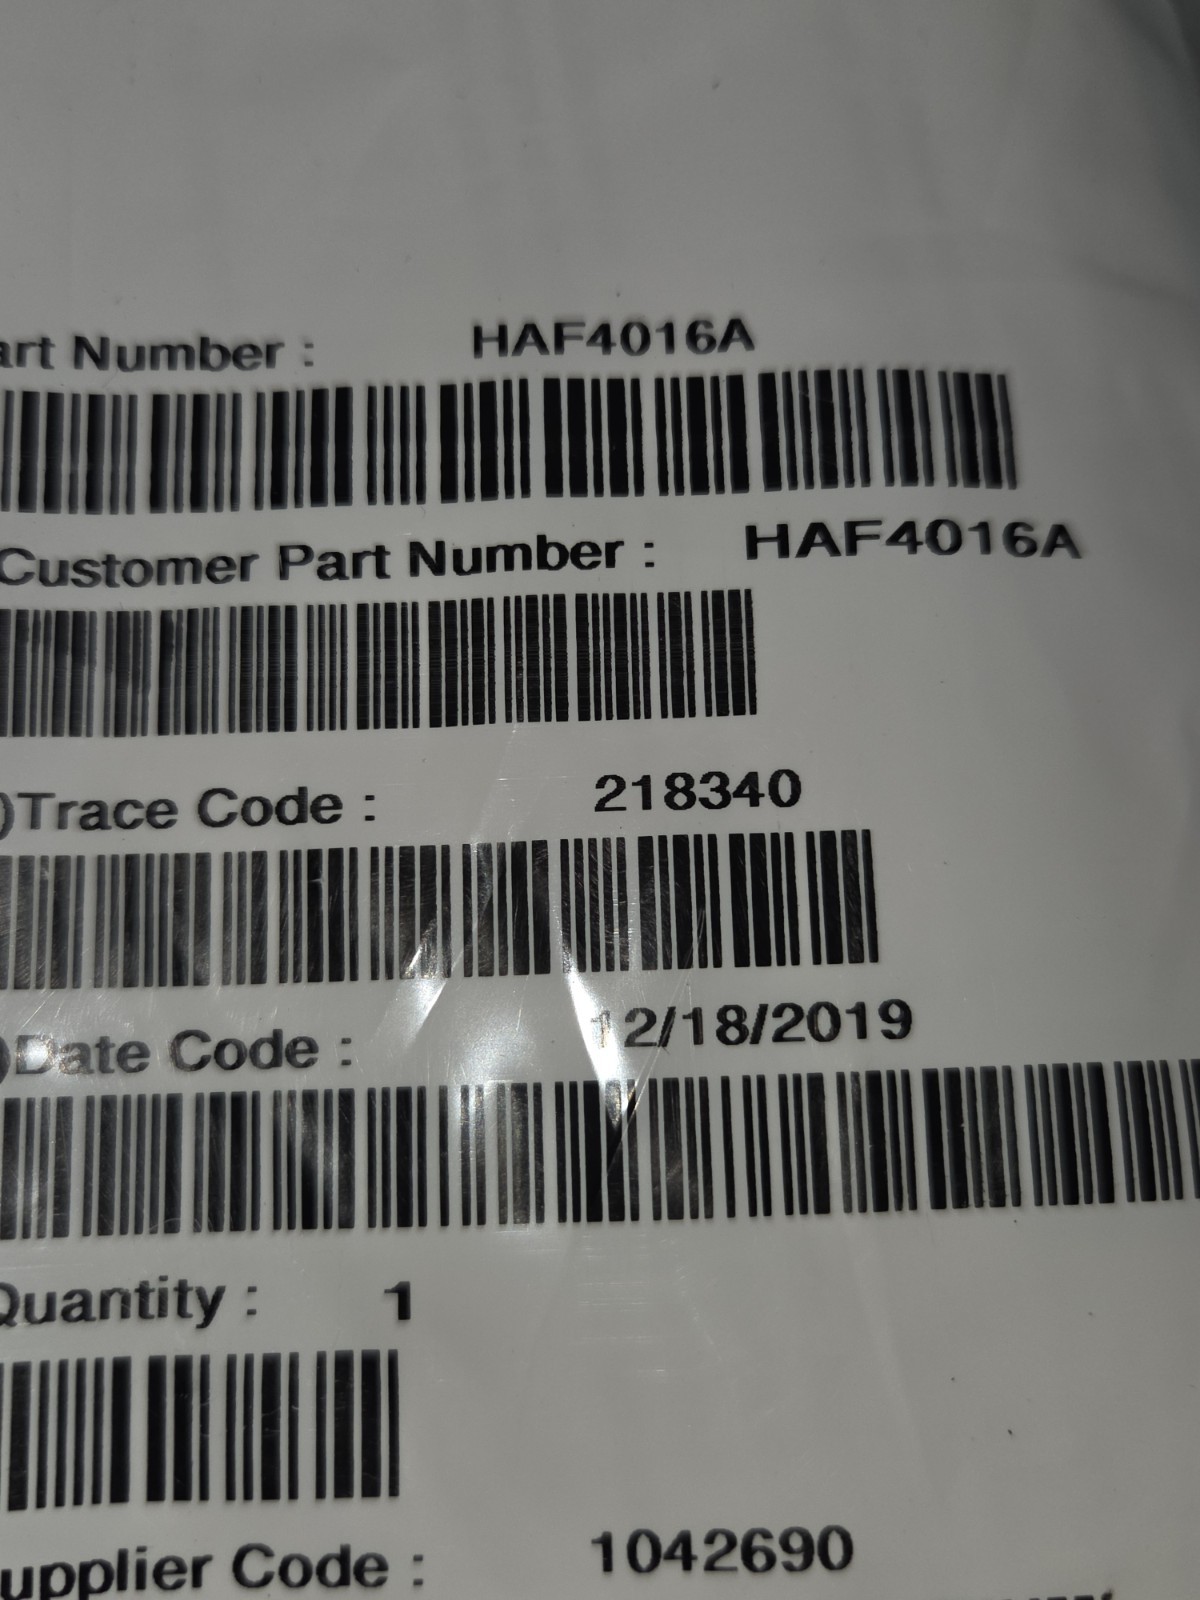 art Number : HAF4016A
Customer Part Number : HAF4016A
)Trace Code : 218340
)Date Code : 12/18/2019
Quantity : 1
upplier Code : 1042690